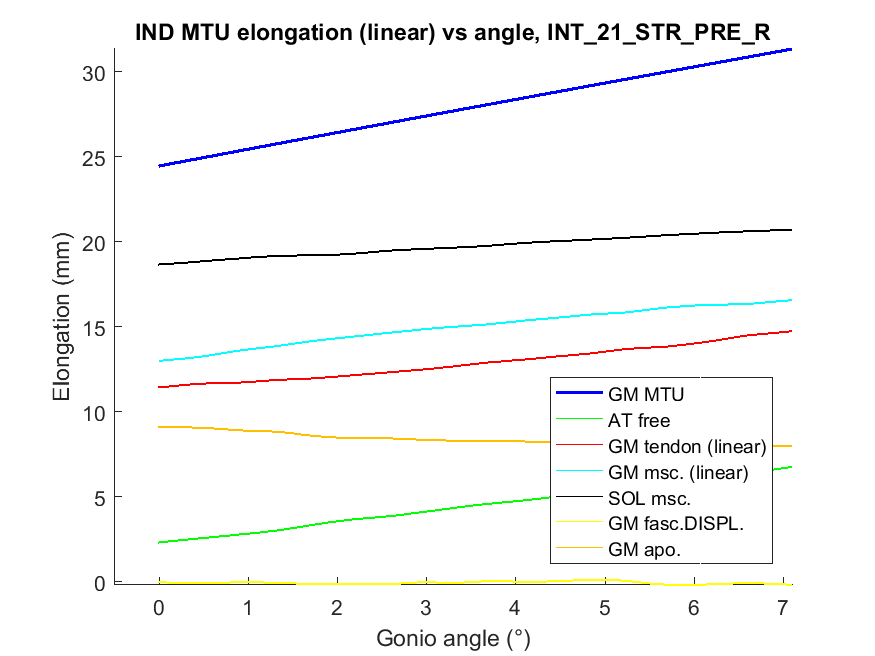 IND MTU elongation (linear) vs angle, INT_21_STR_PRE_R
Elongation (mm)
30
25
20
15
10
5
0
0 1 2 3 4 5 6 7
Gonio angle (°)
GM MTU
AT free
GM tendon (linear)
GM msc. (linear)
SOL msc.
GM fasc.DISPL.
GM apo.